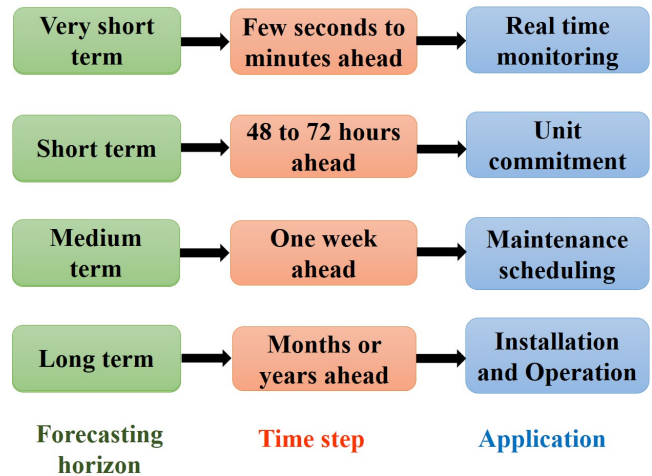 Very short
term
Few seconds to
minutes ahead
Real time
monitoring
Short term
48 to 72 hours
ahead
Unit
commitment
Medium
term
One week
ahead
Maintenance
scheduling
Long term
Months or
years ahead
Installation
and Operation
Forecasting
horizon
Time step
Application